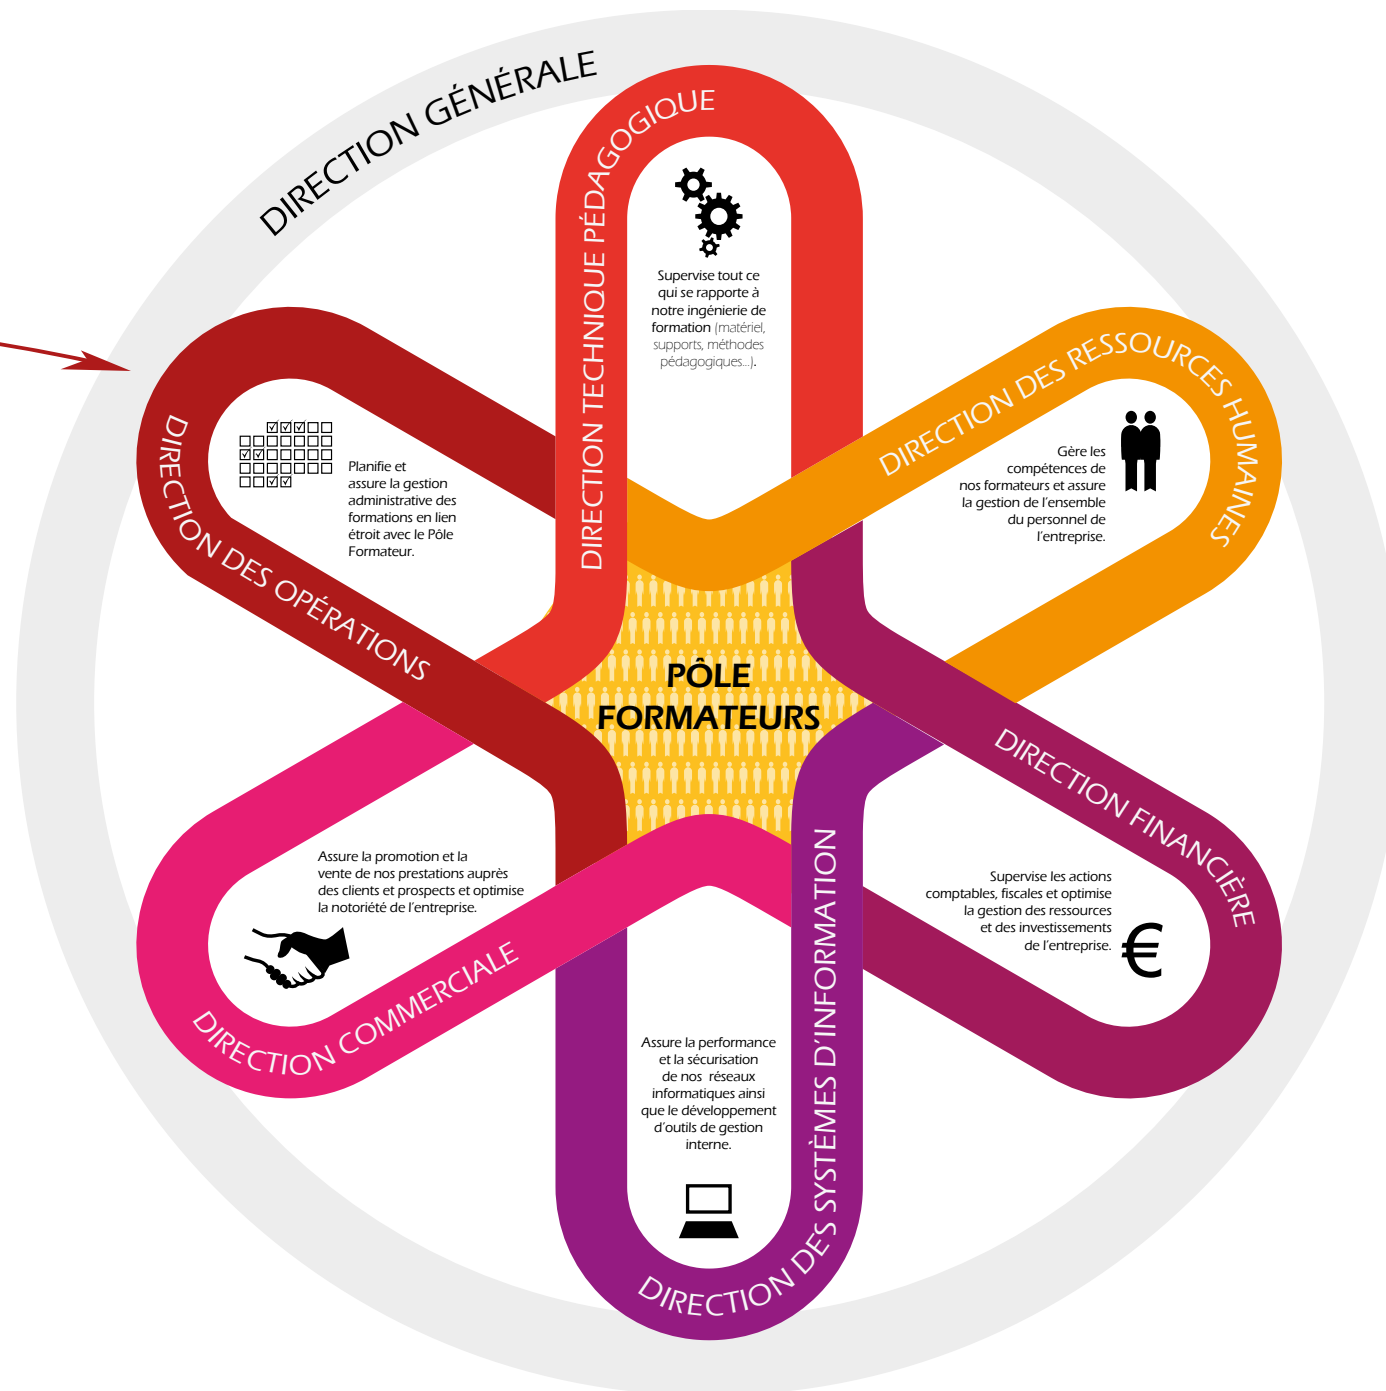 DIRECTION GÉNÉRALE
DIRECTION TECHNIQUE PÉDAGOGIQUE
Supervise tout ce
qui se rapporte à
notre ingénierie de
formation (matériel,
supports, méthodes
pédagogiques...).
DIRECTION DES RESSOURCES HUMAINES
Gère les
compétences de
nos formateurs et assure
la gestion de l'ensemble
du personnel de
l'entreprise.
DIRECTION DES OPÉRATIONS
Planifie et
assure la gestion
administrative des
formations en lien
étroit avec le Pôle
Formateur.
PÔLE
FORMATEURS
DIRECTION FINANCIÈRE
Supervise les actions
comptables, fiscales et optimise
la gestion des ressources
et des investissements
de l'entreprise.
€
DIRECTION COMMERCIALE
Assure la promotion et la
vente de nos prestations auprès
des clients et prospects et optimise
la notoriété de l'entreprise.
DIRECTION DES SYSTÈMES D'INFORMATION
Assure la performance
et la sécurisation
de nos réseaux
informatiques ainsi
que le développement
d'outils de gestion
interne.